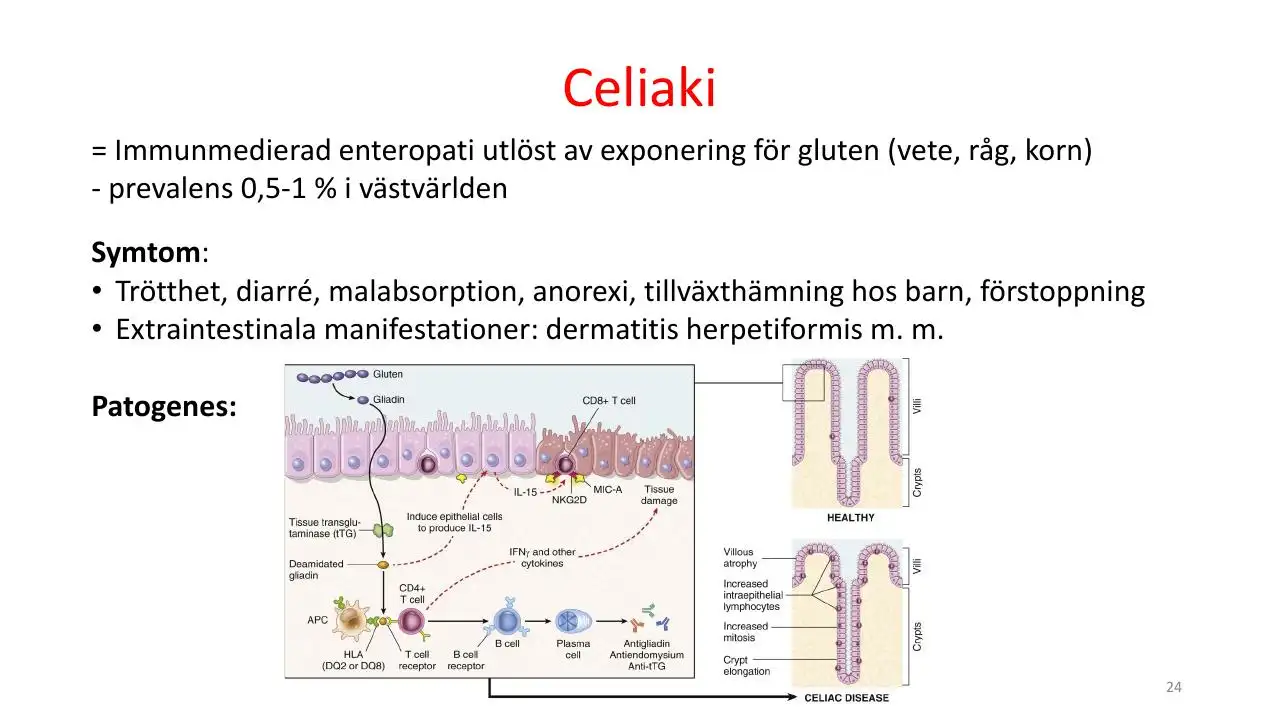 Celiaki
= Immunmedierad enteropati utlöst av exponering för gluten (vete, råg, korn)
- prevalens 0,5-1 % i västvärlden
Symtom:
• Trötthet, diarré, malabsorption, anorexi, tillväxthämning hos barn, förstoppning
• Extraintestinala manifestationer: dermatitis herpetiformis m. m.
Patogenes:
Gluten
Gliadin
CD8+ T cell
IL-15
NKG2D
MIC-A
Tissue
damage
Tissue transglu-
taminase (tTG)
Induce epithelial cells
to produce IL-15
Deamidated
gliadin
IFNγ and other
cytokines
CD4+
T cell
APC
HLA
(DQ2 or DQ8)
T cell
receptor
B cell
receptor
B cell
Plasma
cell
Antigliadin
Antiendomysium
Anti-tTG
Villi
Crypts
HEALTHY
Villous
atrophy
Increased
intraepithelial
lymphocytes
Increased
mitosis
Crypt
elongation
Villi
Crypts
CELIAC DISEASE
24